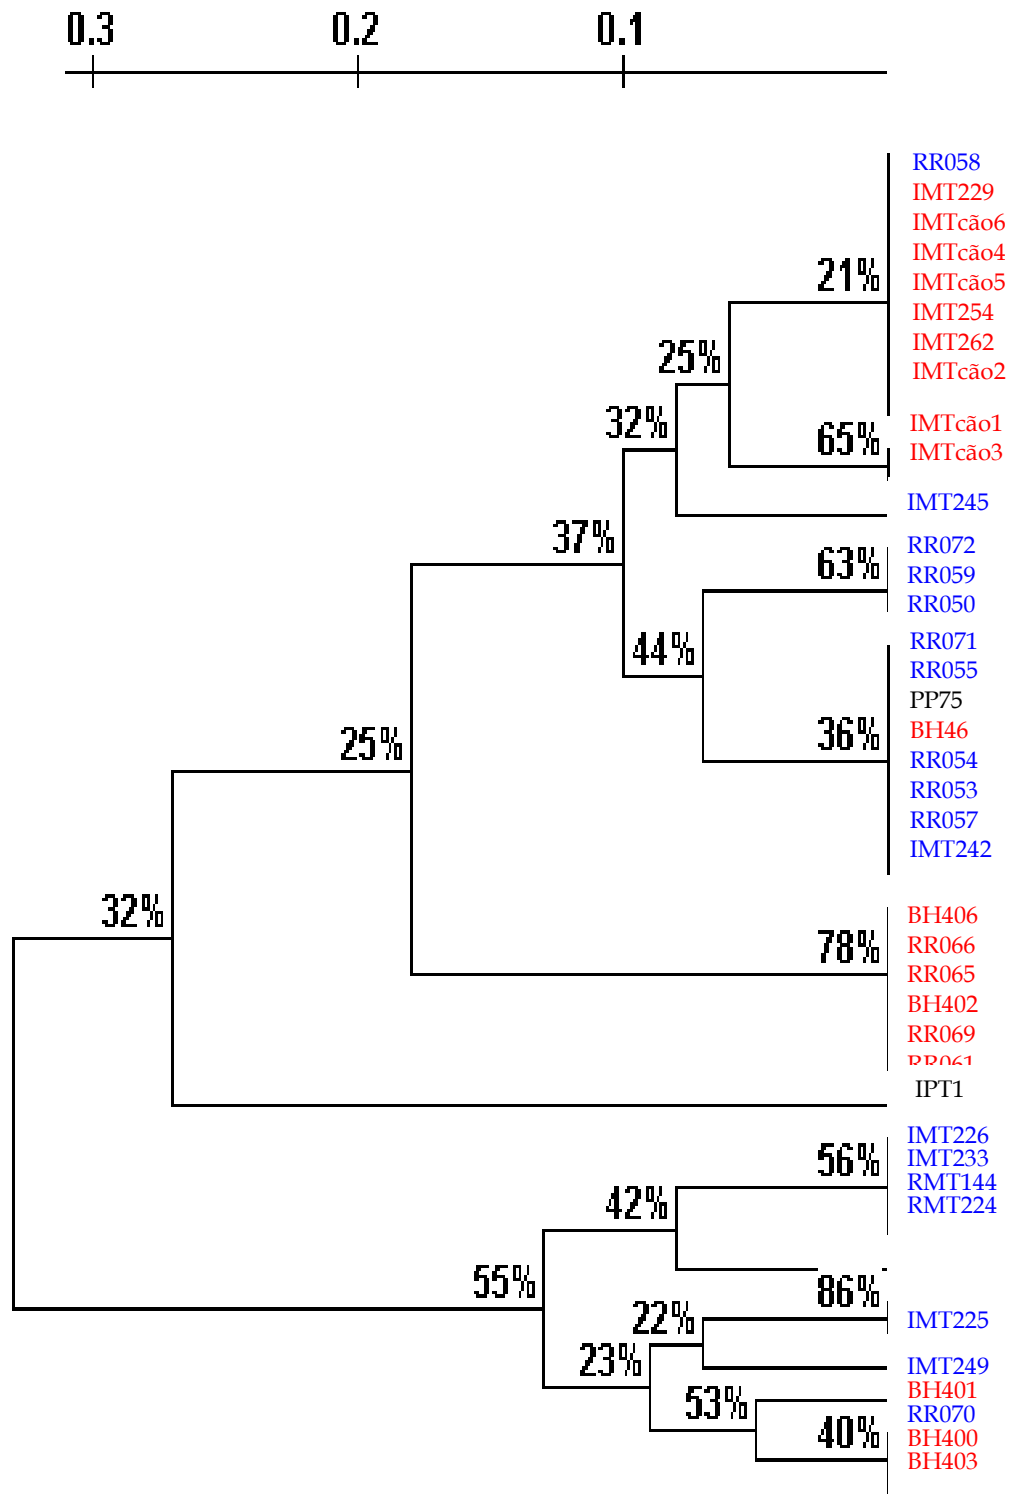 0.3 0.2 0.1
RR058
IMT229
IMTcão6
IMTcão4
21%
IMTcão5
IMT254
IMT262
25%
IMTcão2
32%
IMTcão1
65%
IMTcão3
IMT245
37%
RR072
63%
RR059
RR050
RR071
44%
RR055
PP75
BH46
36%
25%
RR054
RR053
RR057
IMT242
32%
BH406
78%
RR066
RR065
BH402
RR069
RR061
IPT1
IMT226
56%
IMT233
RMT144
42%
RMT224
55%
86%
22%
IMT225
23%
IMT249
BH401
53%
RR070
40%
BH400
BH403